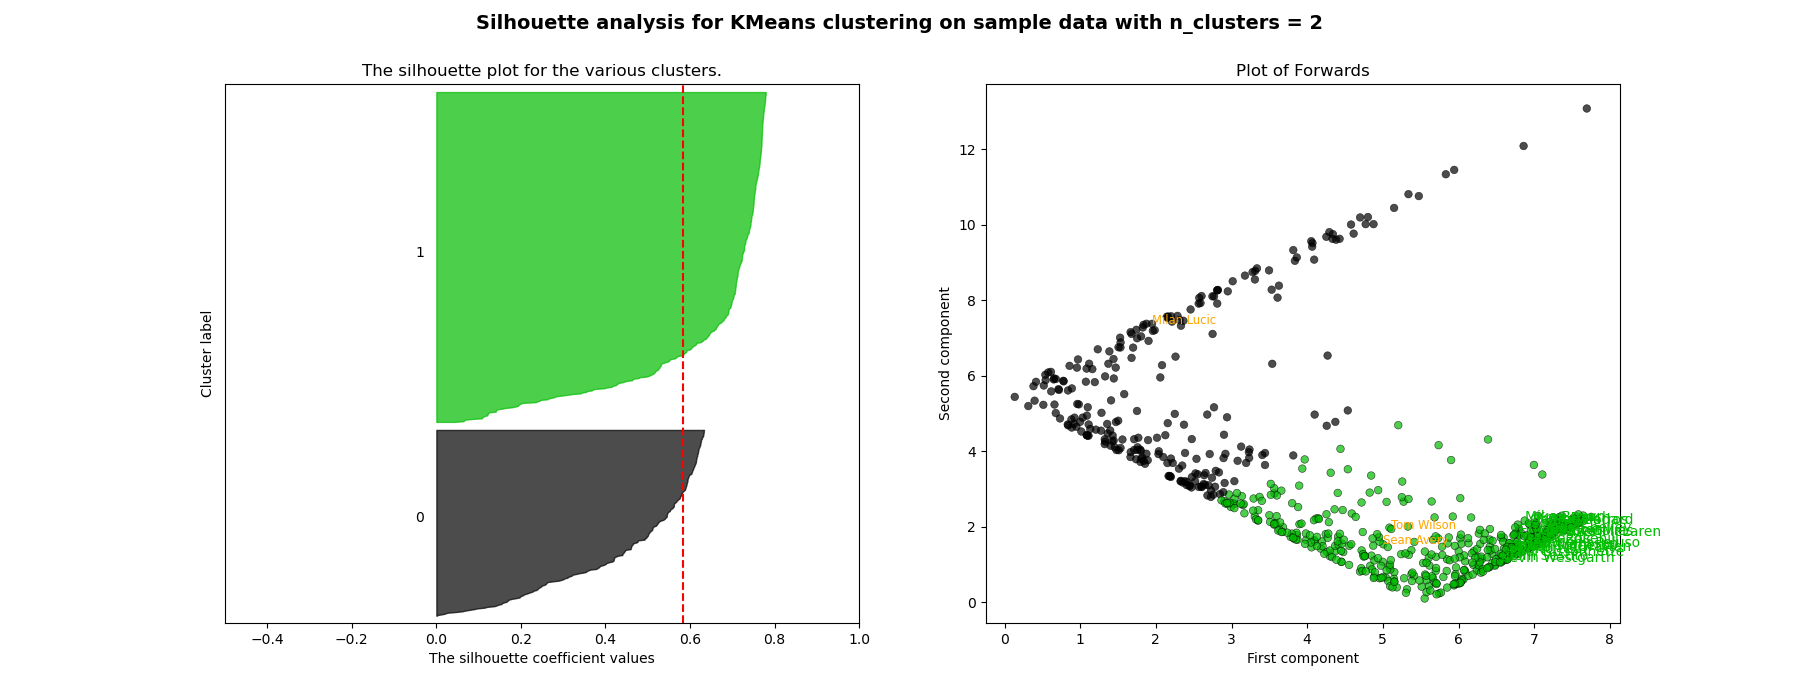 Silhouette analysis for KMeans clustering on sample data with n_clusters = 2
The silhouette plot for the various clusters.
1
0
Cluster label
−0.4 −0.2 0.0 0.2 0.4 0.6 0.8 1.0
The silhouette coefficient values
Plot of Forwards
12
10
8
6
4
2
0
Second component
Milan Lucic
Tom Wilson
Sean Avery
Westgarth
0 1 2 3 4 5 6 7 8
First component